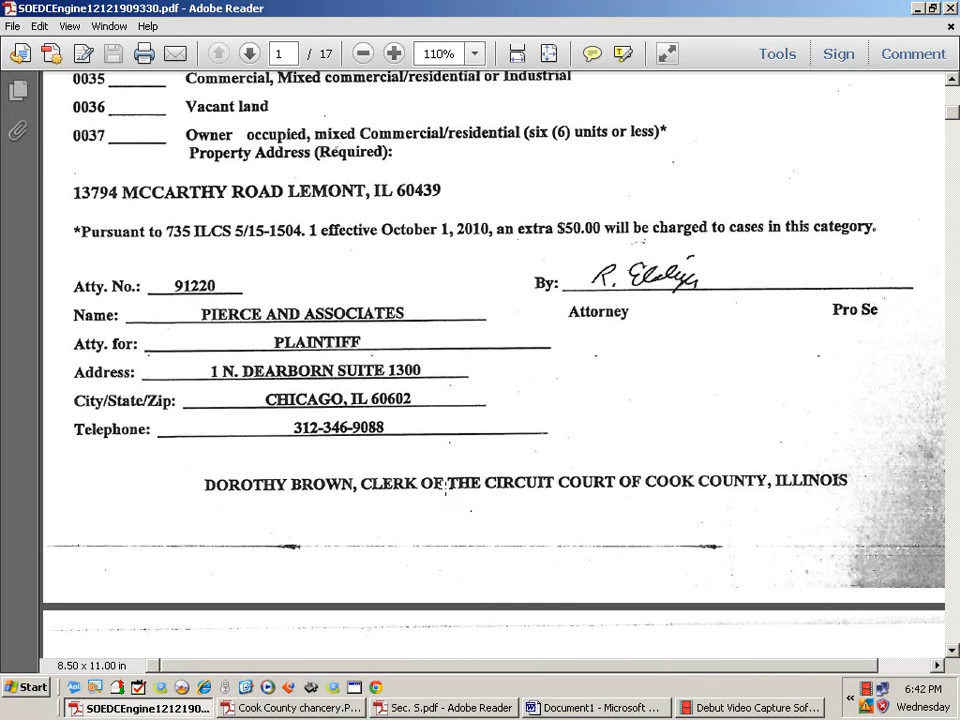 SOEDCEngine12121909330.pdf - Adobe Reader
File Edit View Window Help
1 / 17 110% Tools Sign Comment
0035 Commercial, Mixed commercial/residential or Industrial
0036 Vacant land
0037 Owner occupied, mixed Commercial/residential (six (6) units or less)*
Property Address (Required):
13794 MCCARTHY ROAD LEMONT, IL 60439
*Pursuant to 735 ILCS 5/15-1504. 1 effective October 1, 2010, an extra $50.00 will be charged to cases in this category.
Atty. No.: 91220 By:
Name: PIERCE AND ASSOCIATES Attorney Pro Se
Atty. for: PLAINTIFF
Address: 1 N. DEARBORN SUITE 1300
City/State/Zip: CHICAGO, IL 60602
Telephone: 312-346-9088
DOROTHY BROWN, CLERK OF THE CIRCUIT COURT OF COOK COUNTY, ILLINOIS
8.50 x 11.00 in
Start 6:42 PM
SOEDCEngine1212190... Cook County chancery.P... Sec. S.pdf - Adobe Reader Document1 - Microsoft ... Debut Video Capture Sof... Wednesday